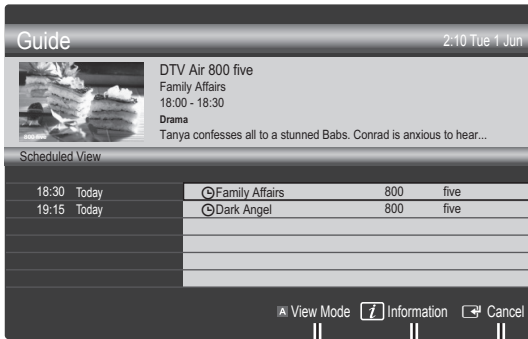 Guide
2:10 Tue 1 Jun
DTV Air 800 five
Family Affairs
18:00 - 18:30
Drama
Tanya confesses all to a stunned Babs. Conrad is anxious to hear...
Scheduled View
18:30 Today Family Affairs 800 five
19:15 Today Dark Angel 800 five
A View Mode i Information Cancel